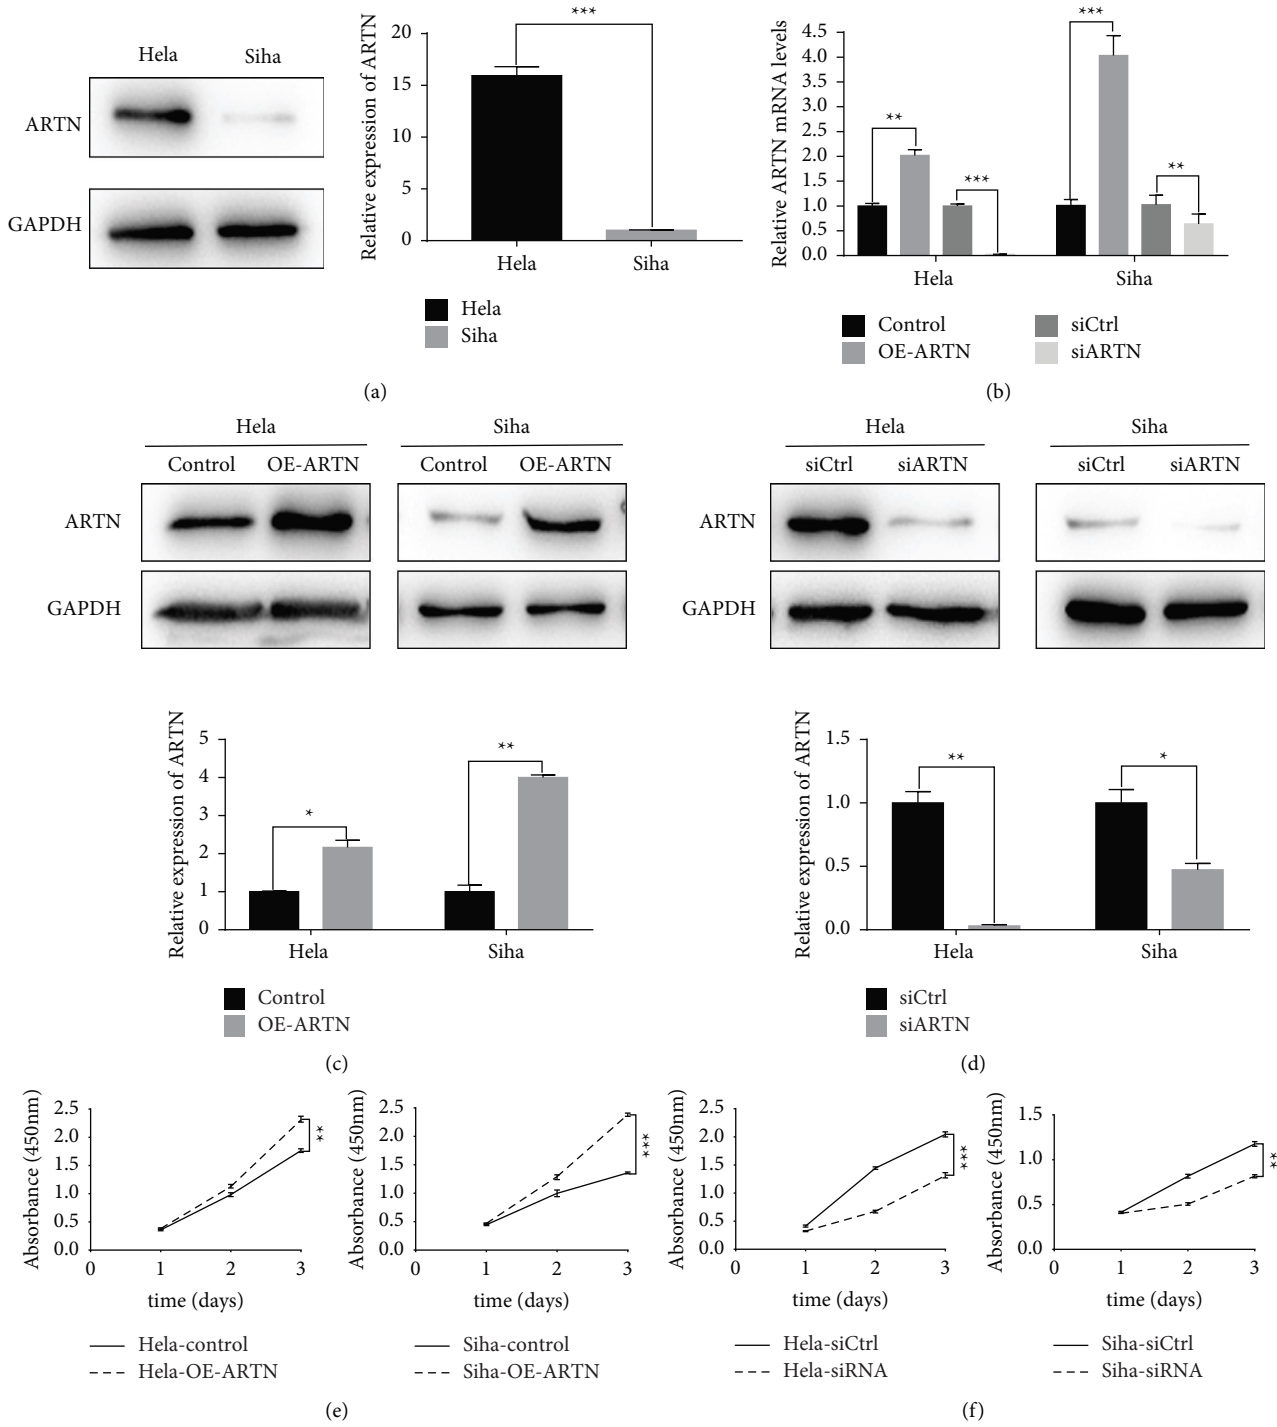 Hela Siha
ARTN
GAPDH
Relative expression of ARTN
20
15
10
5
0
***
Hela Siha
Hela
Siha
(a)
Relative ARTN mRNA levels
4.5
4.0
3.5
3.0
2.5
2.0
1.5
1.0
0.5
0.0
** *** *** **
Hela Siha
Control siCtrl
OE-ARTN siARTN
(b)
Hela Siha
Control OE-ARTN Control OE-ARTN
ARTN
GAPDH
Relative expression of ARTN
5
4
3
2
1
0
* **
Hela Siha
Control
OE-ARTN
(c)
Hela Siha
siCtrl siARTN siCtrl siARTN
ARTN
GAPDH
Relative expression of ARTN
1.5
1.0
0.5
0.0
** *
Hela Siha
siCtrl
siARTN
(d)
Absorbance (450nm)
2.5
2.0
1.5
1.0
0.5
0.0
**
0 1 2 3
time (days)
Hela-control
Hela-OE-ARTN
Absorbance (450nm)
2.5
2.0
1.5
1.0
0.5
0.0
***
0 1 2 3
time (days)
Siha-control
Siha-OE-ARTN
(e)
Absorbance (450nm)
2.5
2.0
1.5
1.0
0.5
0.0
***
0 1 2 3
time (days)
Hela-siCtrl
Hela-siRNA
Absorbance (450nm)
1.5
1.0
0.5
0.0
**
0 1 2 3
time (days)
Siha-siCtrl
Siha-siRNA
(f)